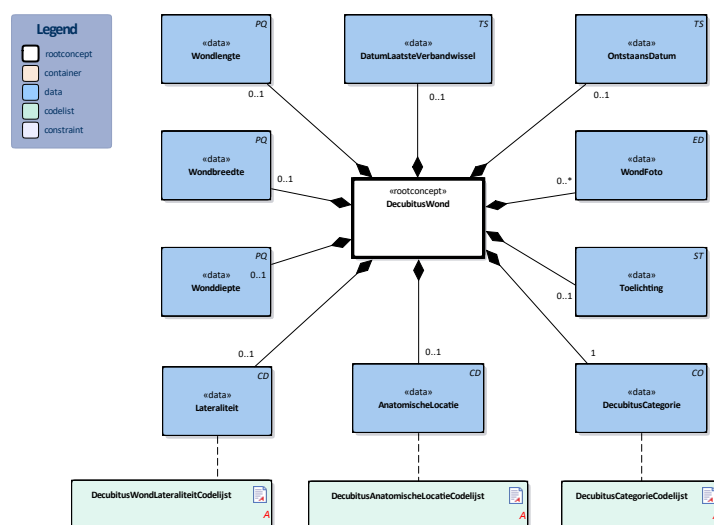 Legend
rootconcept
container
data
codelist
constraint
PQ
«data»
Wondlengte
0..1
TS
«data»
DatumLaatsteVerbandwissel
0..1
TS
«data»
OntstaansDatum
0..1
PQ
«data»
Wondbreedte
0..1
«rootconcept»
DecubitusWond
ED
«data»
WondFoto
0..*
PQ
«data»
Wonddiepte
0..1
ST
«data»
Toelichting
0..1
0..1
0..1
1
CD
«data»
Lateraliteit
CD
«data»
AnatomischeLocatie
CO
«data»
DecubitusCategorie
DecubitusWondLateraliteitCodelijst
A
DecubitusAnatomischeLocatieCodelijst
A
DecubitusCategorieCodelijst
A